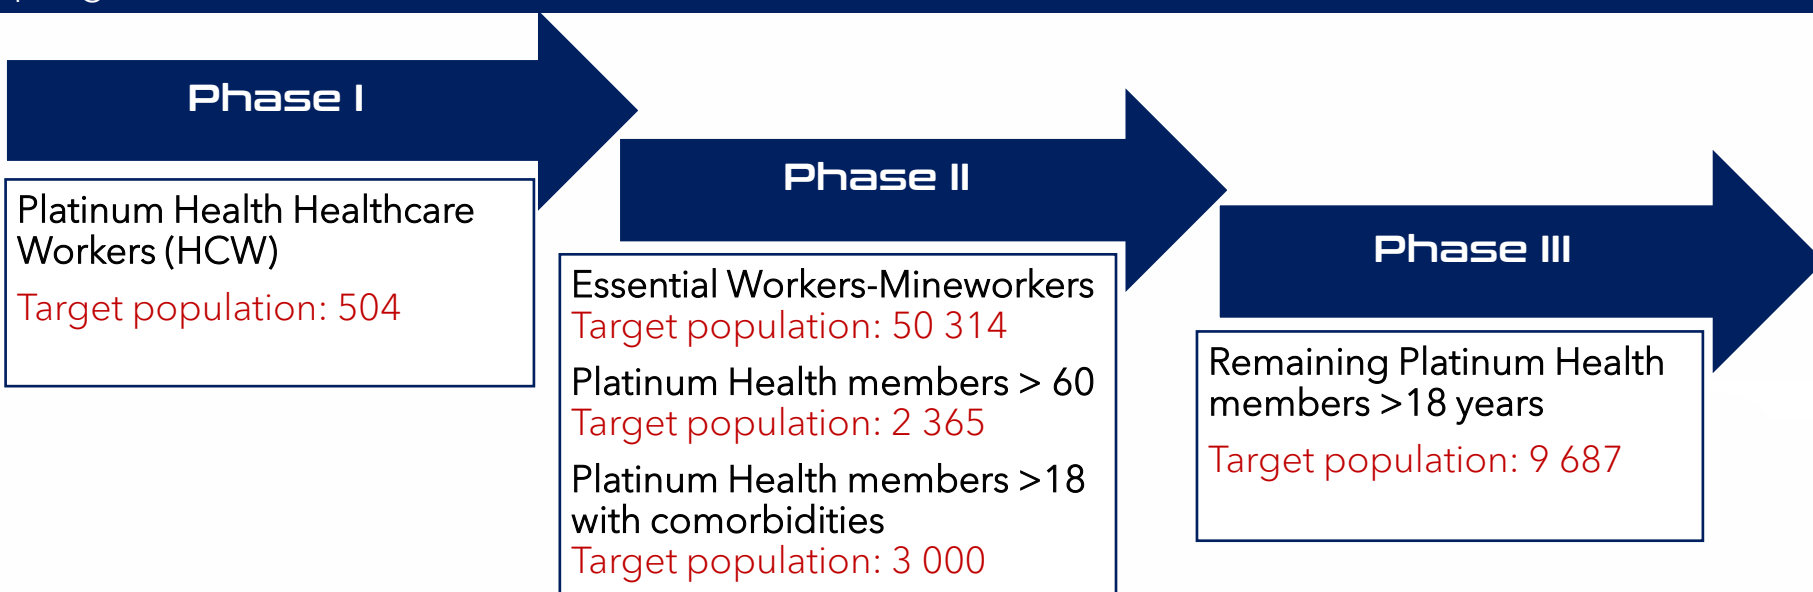 Phase I
Platinum Health Healthcare
Workers (HCW)
Target population: 504
Phase II
Essential Workers-Mineworkers
Target population: 50 314
Platinum Health members > 60
Target population: 2 365
Platinum Health members >18
with comorbidities
Target population: 3 000
Phase III
Remaining Platinum Health
members >18 years
Target population: 9 687